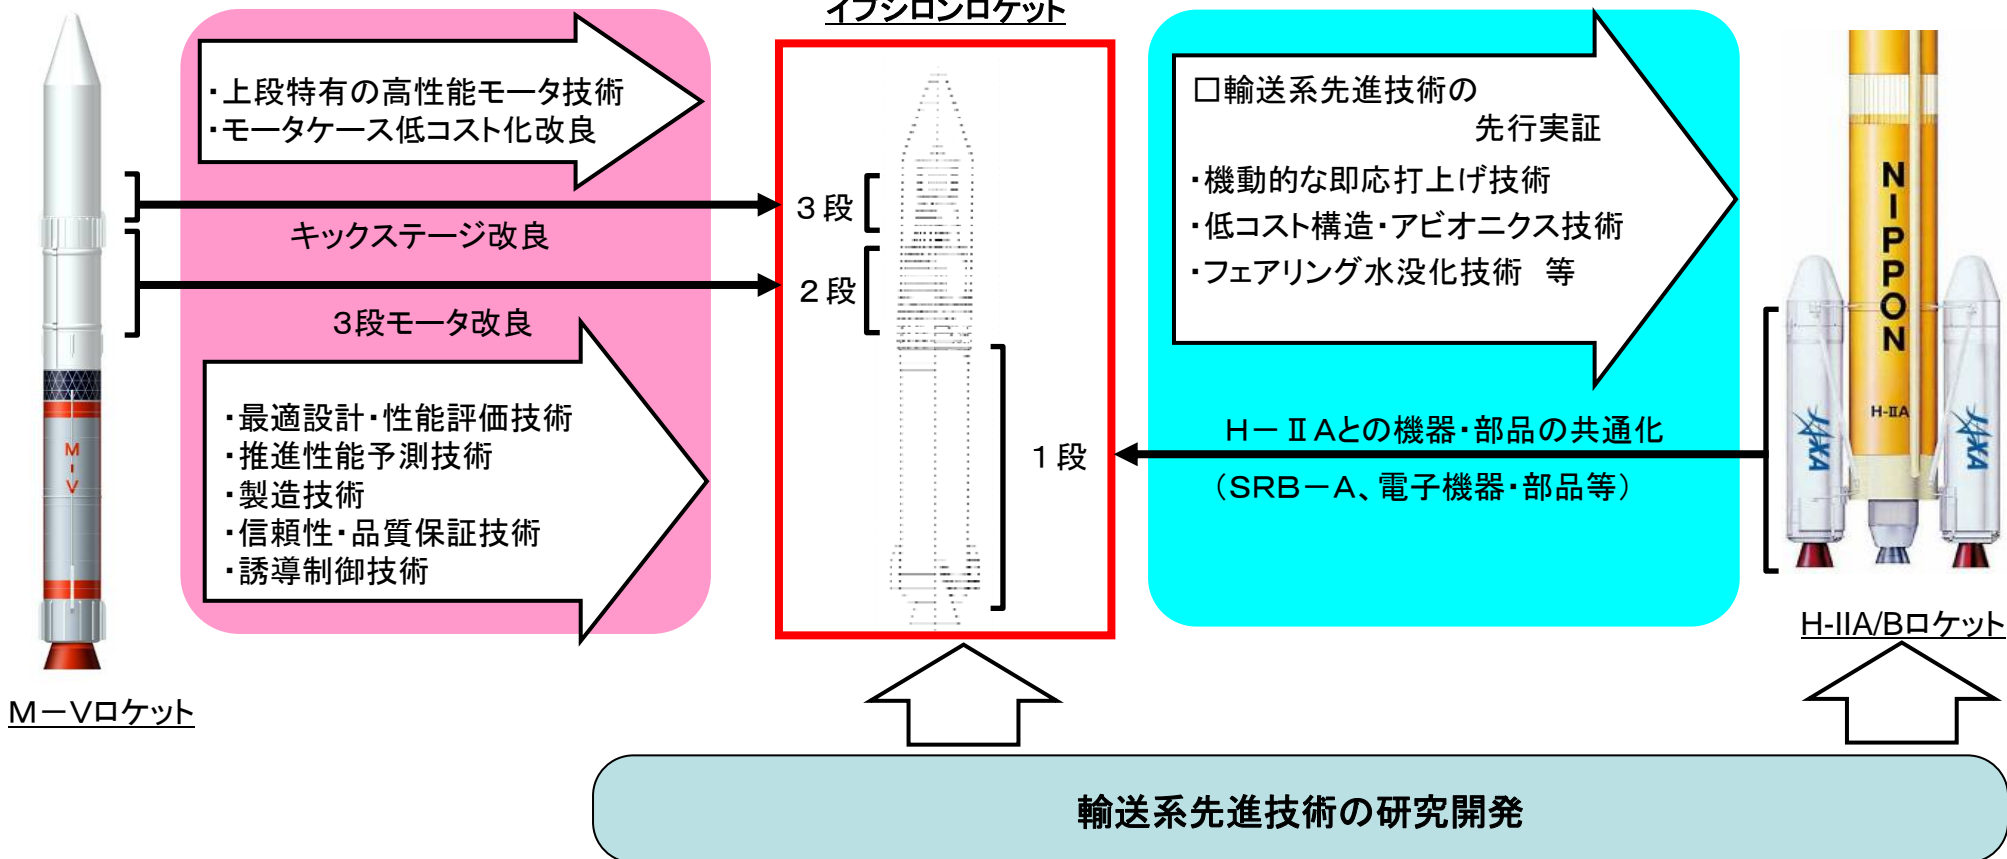 イプシロンロケット
・上段特有の高性能モータ技術
・モータケース低コスト化改良
キックステージ改良
3段モータ改良
・最適設計・性能評価技術
・推進性能予測技術
・製造技術
・信頼性・品質保証技術
・誘導制御技術
M-V
M-Vロケット
3段
2段
1段
□輸送系先進技術の
先行実証
・機動的な即応打上げ技術
・低コスト構造・アビオニクス技術
・フェアリング水没化技術 等
H-ⅡAとの機器・部品の共通化
(SRB-A、電子機器・部品等)
NIPPON
H-ⅡA
JAXA
JAXA
H-IIA/Bロケット
輸送系先進技術の研究開発